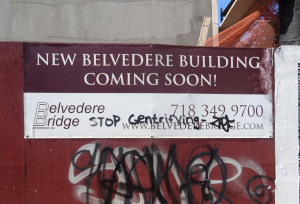 NEW BELVEDERE BUILDING
COMING SOON!
Belvedere
Bridge
718 349.9700
STOP Gentrifying
WWW.BELVEDEREBRIDGE.COM